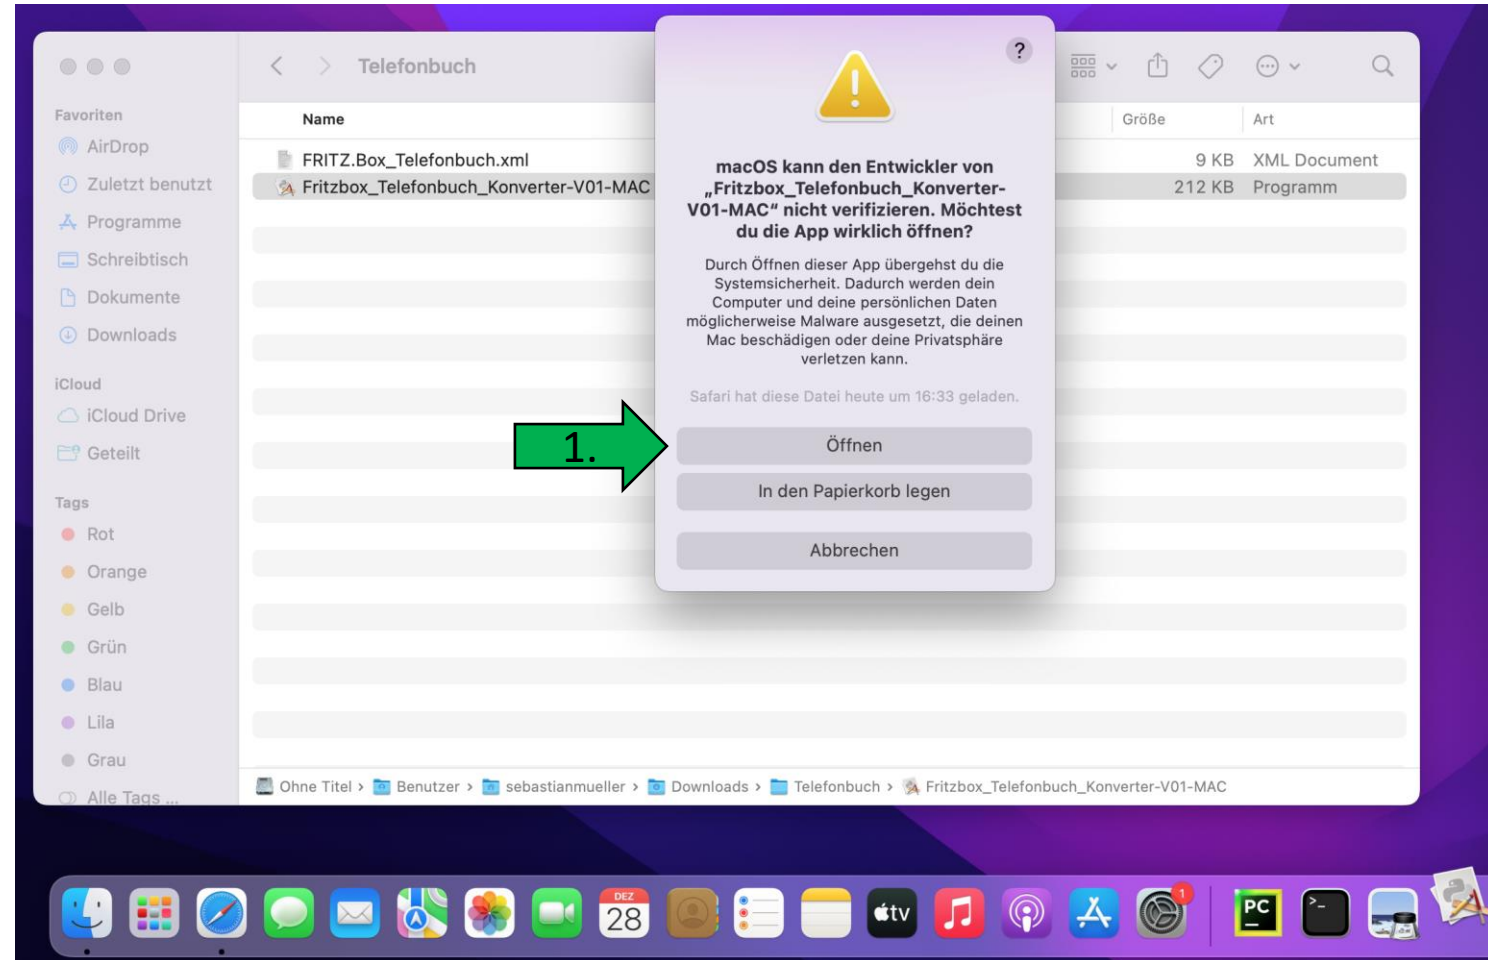 Telefonbuch
?
Favoriten
AirDrop
Zuletzt benutzt
Programme
Schreibtisch
Dokumente
Downloads
iCloud
iCloud Drive
Geteilt
Tags
Rot
Orange
Gelb
Grün
Blau
Lila
Grau
Alle Tags ...
Name Größe Art
FRITZ.Box_Telefonbuch.xml 9 KB XML Document
Fritzbox_Telefonbuch_Konverter-V01-MAC 212 KB Programm
macOS kann den Entwickler von
„Fritzbox_Telefonbuch_Konverter-
V01-MAC“ nicht verifizieren. Möchtest
du die App wirklich öffnen?
Durch Öffnen dieser App übergehst du die
Systemsicherheit. Dadurch werden dein
Computer und deine persönlichen Daten
möglicherweise Malware ausgesetzt, die deinen
Mac beschädigen oder deine Privatsphäre
verletzen kann.
Safari hat diese Datei heute um 16:33 geladen.
1.
Öffnen
In den Papierkorb legen
Abbrechen
Ohne Titel › Benutzer › sebastianmueller › Downloads › Telefonbuch › Fritzbox_Telefonbuch_Konverter-V01-MAC
DEZ
28
tv
1
PC
>_